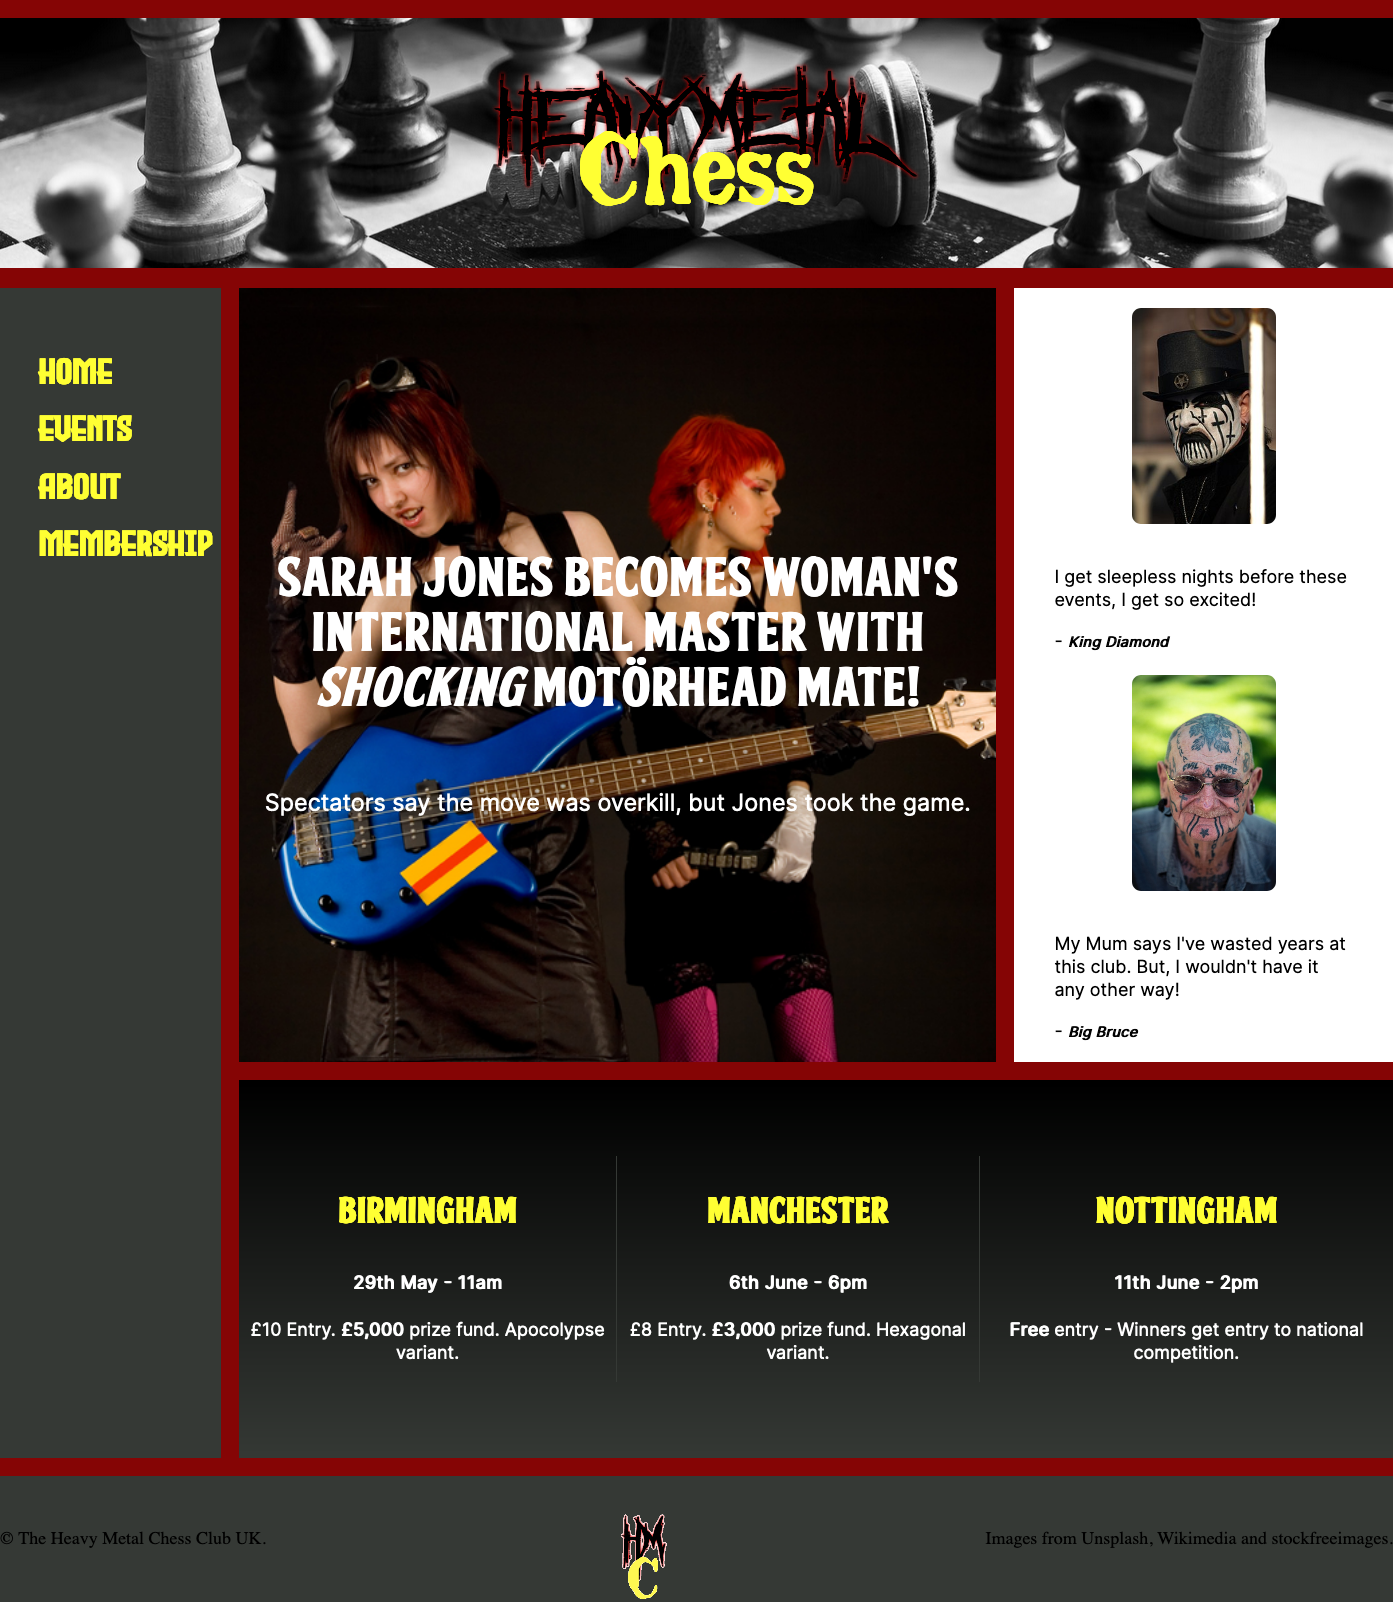 HEAVY METAL
Chess
HOME
EVENTS
ABOUT
MEMBERSHIP
SARAH JONES BECOMES WOMAN'S
INTERNATIONAL MASTER WITH
SHOCKING MOTÖRHEAD MATE!
Spectators say the move was overkill, but Jones took the game.
I get sleepless nights before these
events, I get so excited!
- King Diamond
My Mum says I've wasted years at
this club. But, I wouldn't have it
any other way!
- Big Bruce
BIRMINGHAM
29th May - 11am
£10 Entry. £5,000 prize fund. Apocolypse
variant.
MANCHESTER
6th June - 6pm
£8 Entry. £3,000 prize fund. Hexagonal
variant.
NOTTINGHAM
11th June - 2pm
Free entry - Winners get entry to national
competition.
© The Heavy Metal Chess Club UK.
HM
C
Images from Unsplash, Wikimedia and stockfreeimages.